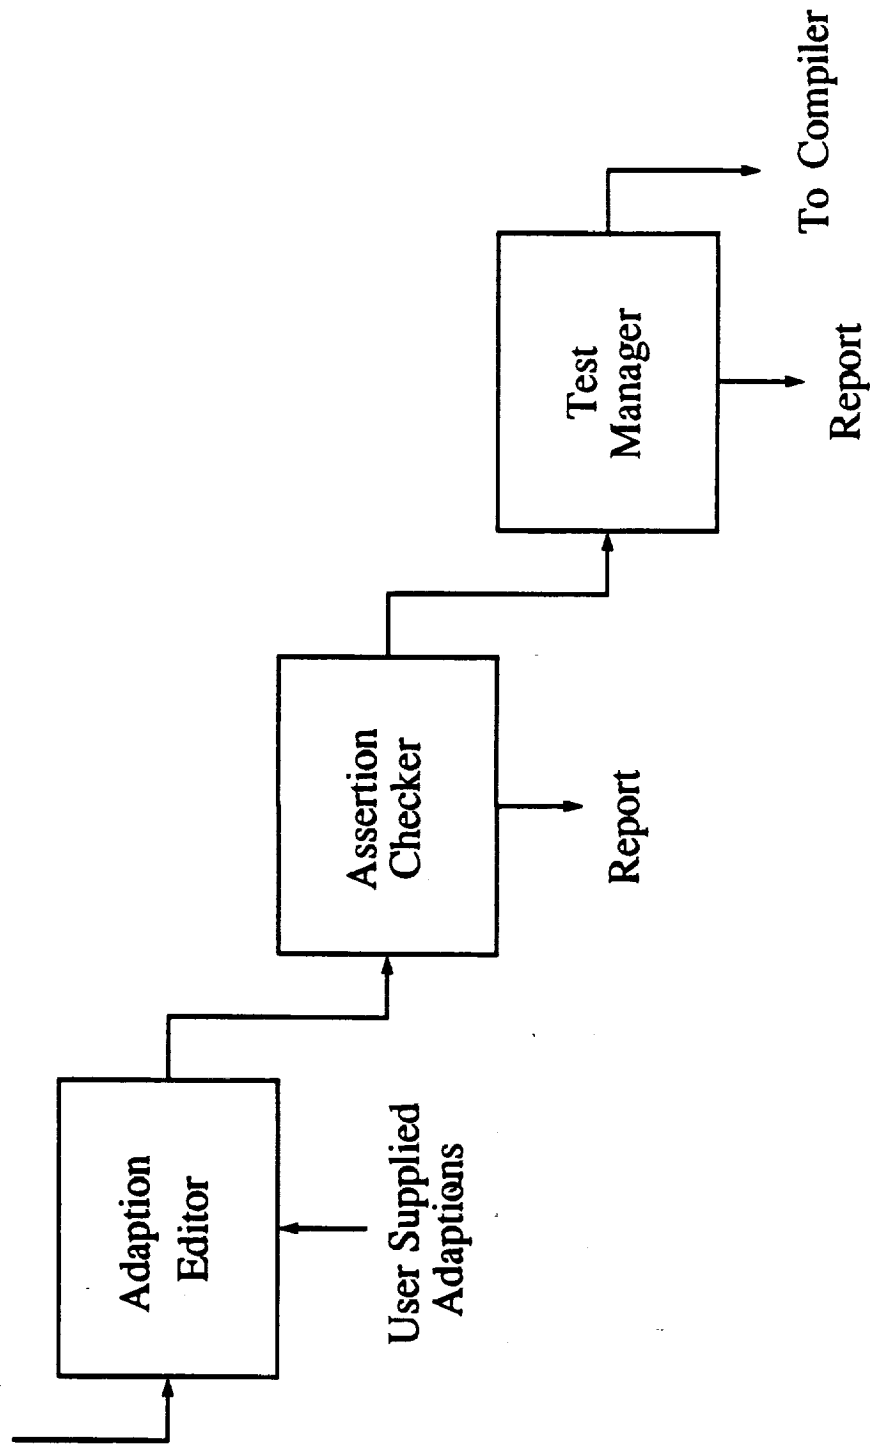 Adaption
Editor
User Supplied
Adaptions
Assertion
Checker
Report
Test
Manager
Report
To Compiler